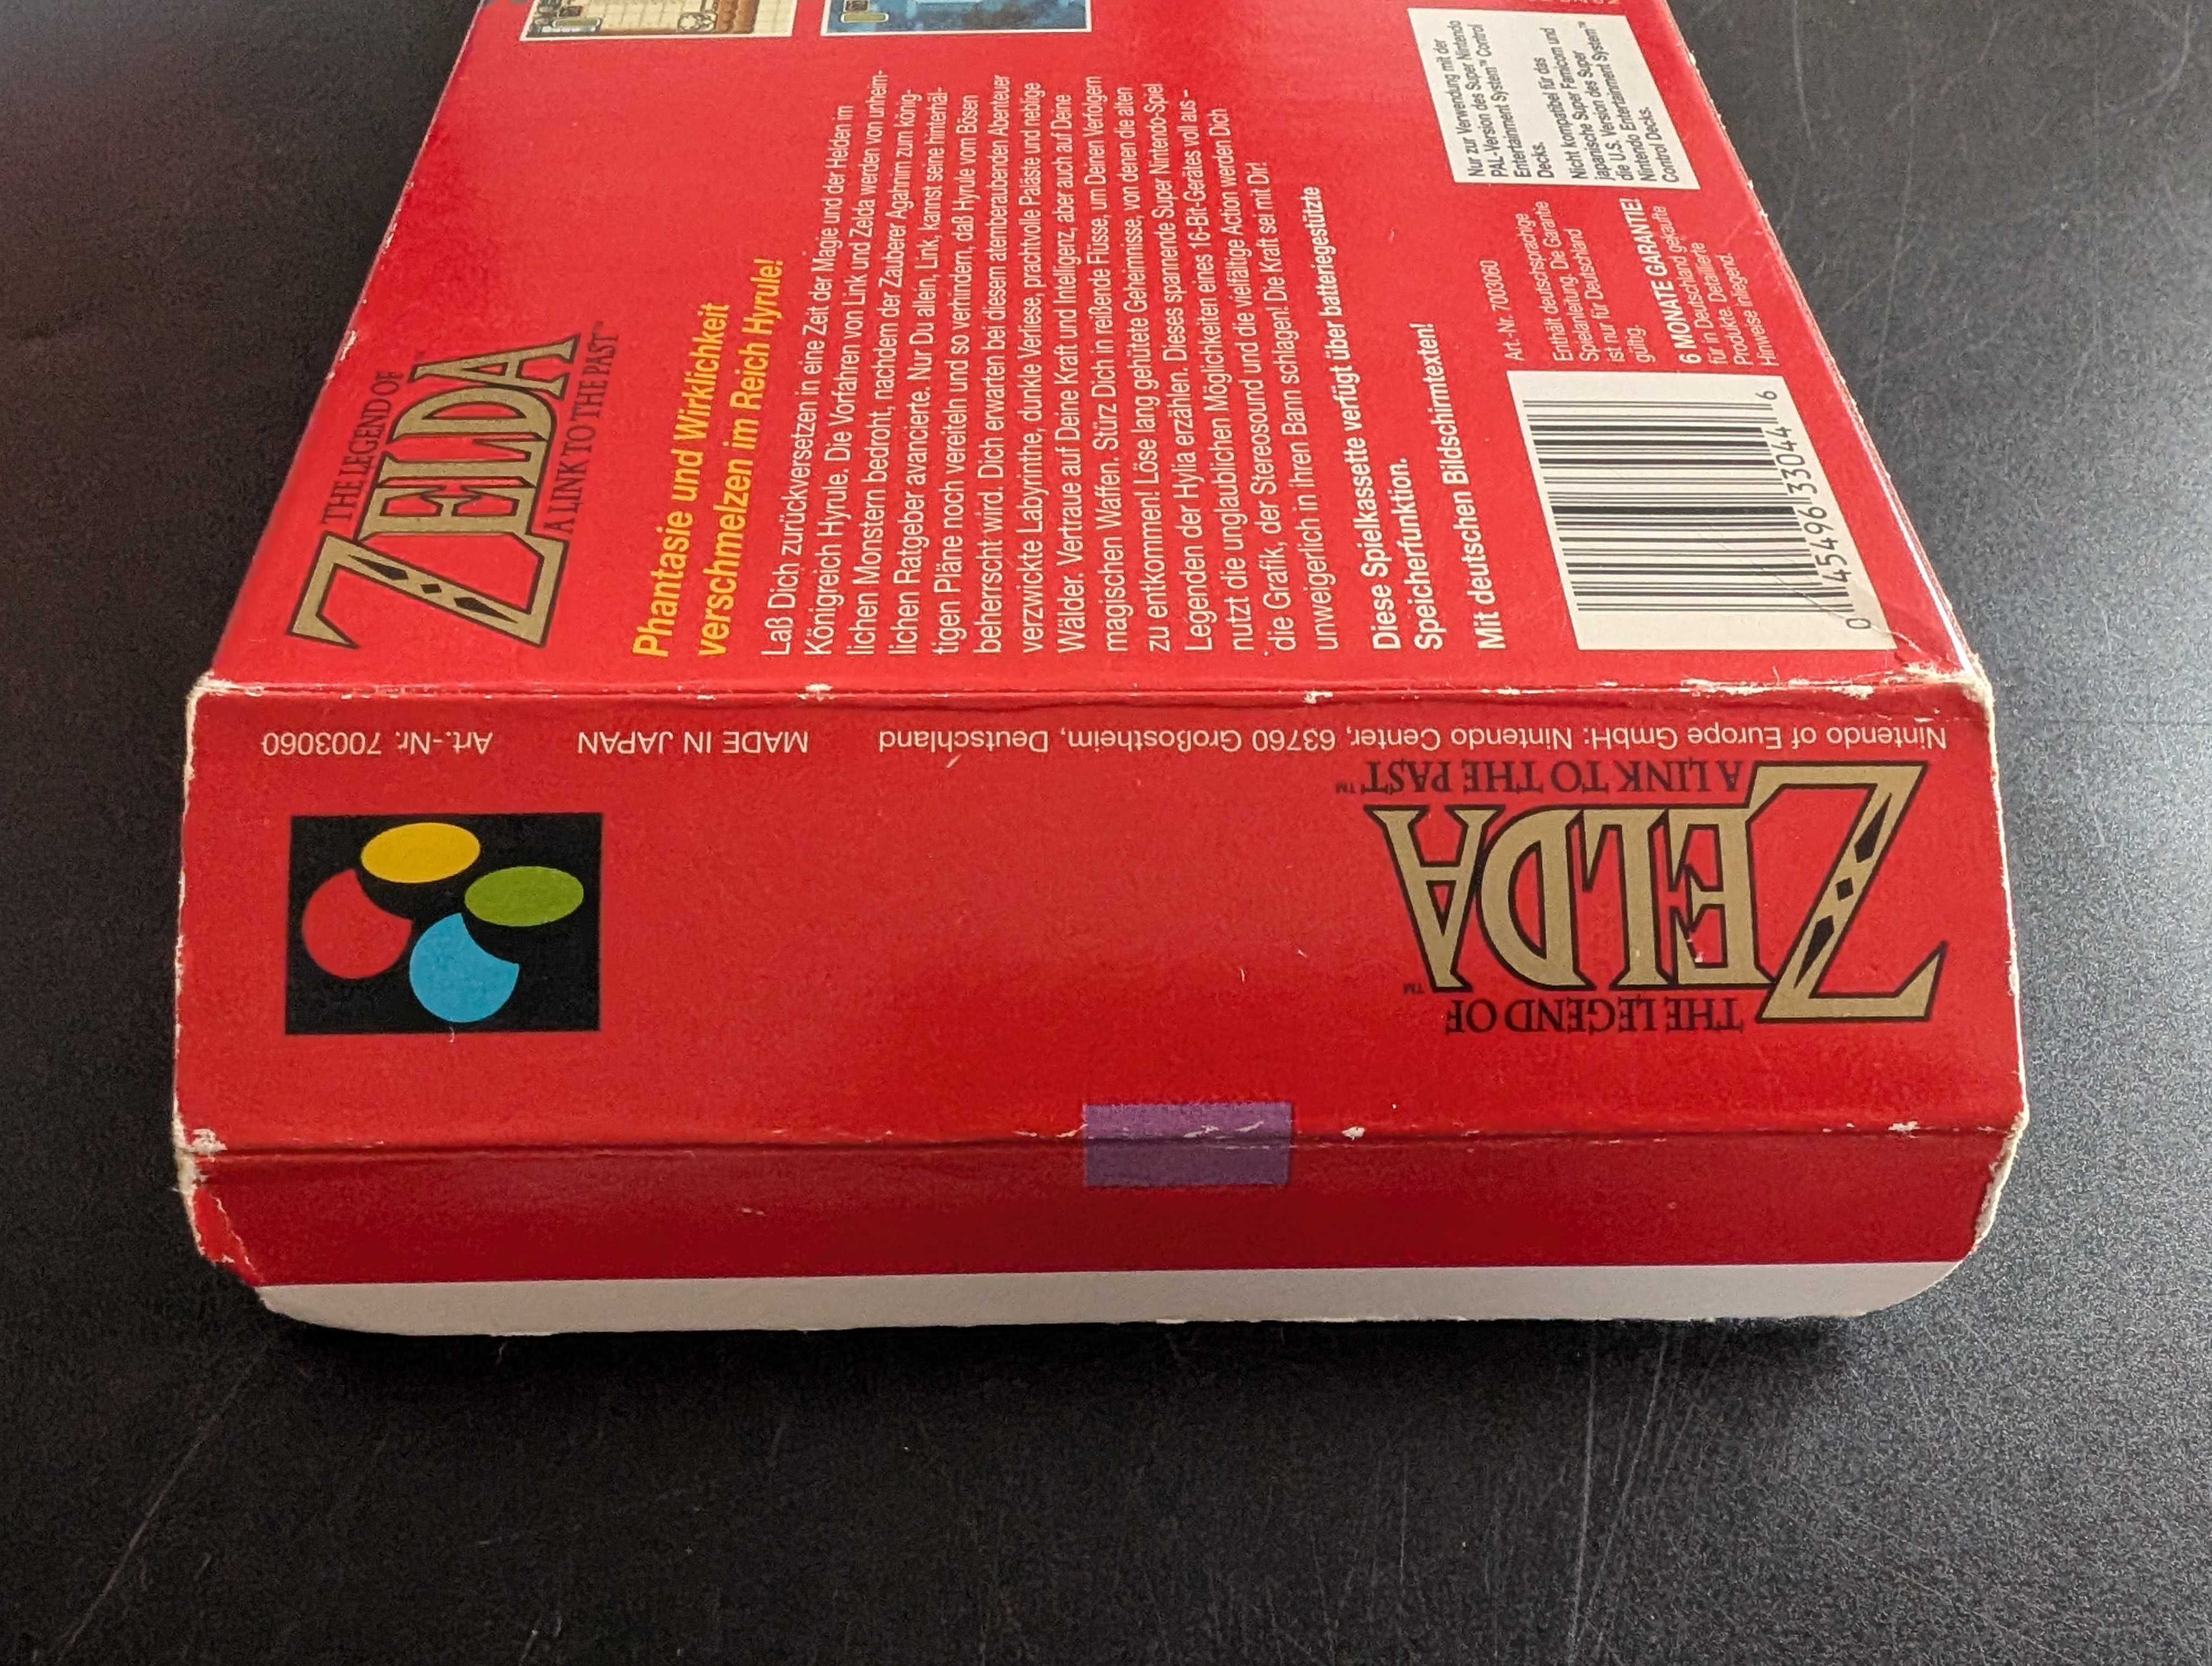 THE LEGEND OF
ZELDA™
A LINK TO THE PAST™
Phantasie und Wirklichkeit
verschmelzen im Reich Hyrule!
Laß Dich zurückversetzen in eine Zeit der Magie und der Helden im
Königreich Hyrule. Die Vorfahren von Link und Zelda werden von unheim-
lichen Monstern bedroht, nachdem der Zauberer Agahnim zum könig-
lichen Ratgeber avancierte. Nur Du allein, Link, kannst seine hinterhäl-
tigen Pläne noch vereiteln und so verhindern, daß Hyrule vom Bösen
beherrscht wird. Dich erwarten bei diesem atemberaubenden Abenteuer
verzwickte Labyrinthe, dunkle Verliese, prachtvolle Paläste und neblige
Wälder. Vertraue auf Deine Kraft und Intelligenz, aber auch auf Deine
magischen Waffen. Stürz Dich in reißende Flüsse, um Deinen Verfolgern
zu entkommen! Löse lang gehütete Geheimnisse, von denen die alten
Legenden der Hylia erzählen. Dieses spannende Super Nintendo-Spiel
nutzt die unglaublichen Möglichkeiten eines 16-Bit-Gerätes voll aus –
die Grafik, der Stereosound und die vielfältige Action werden Dich
unweigerlich in ihren Bann schlagen! Die Kraft sei mit Dir!
Diese Spielkassette verfügt über batteriegestützte
Speicherfunktion.
Mit deutschen Bildschirmtexten!
0 45496 33044 6
Art.-Nr. 7003060
Enthält deutschsprachige
Spielanleitung. Die Garantie
ist nur für Deutschland
gültig.
6 MONATE GARANTIE!
für in Deutschland gekaufte
Produkte. Detaillierte
Hinweise inliegend.
Nur zur Verwendung mit der
PAL-Version des Super Nintendo
Entertainment System™ Control
Decks.
Nicht kompatibel für das
japanische Super Famicom und
die U.S. Version des Super
Nintendo Entertainment System™
Control Decks.
THE LEGEND OF
ZELDA™
A LINK TO THE PAST™
Nintendo of Europe GmbH: Nintendo Center, 63760 Großostheim, Deutschland
MADE IN JAPAN
Art.-Nr. 7003060